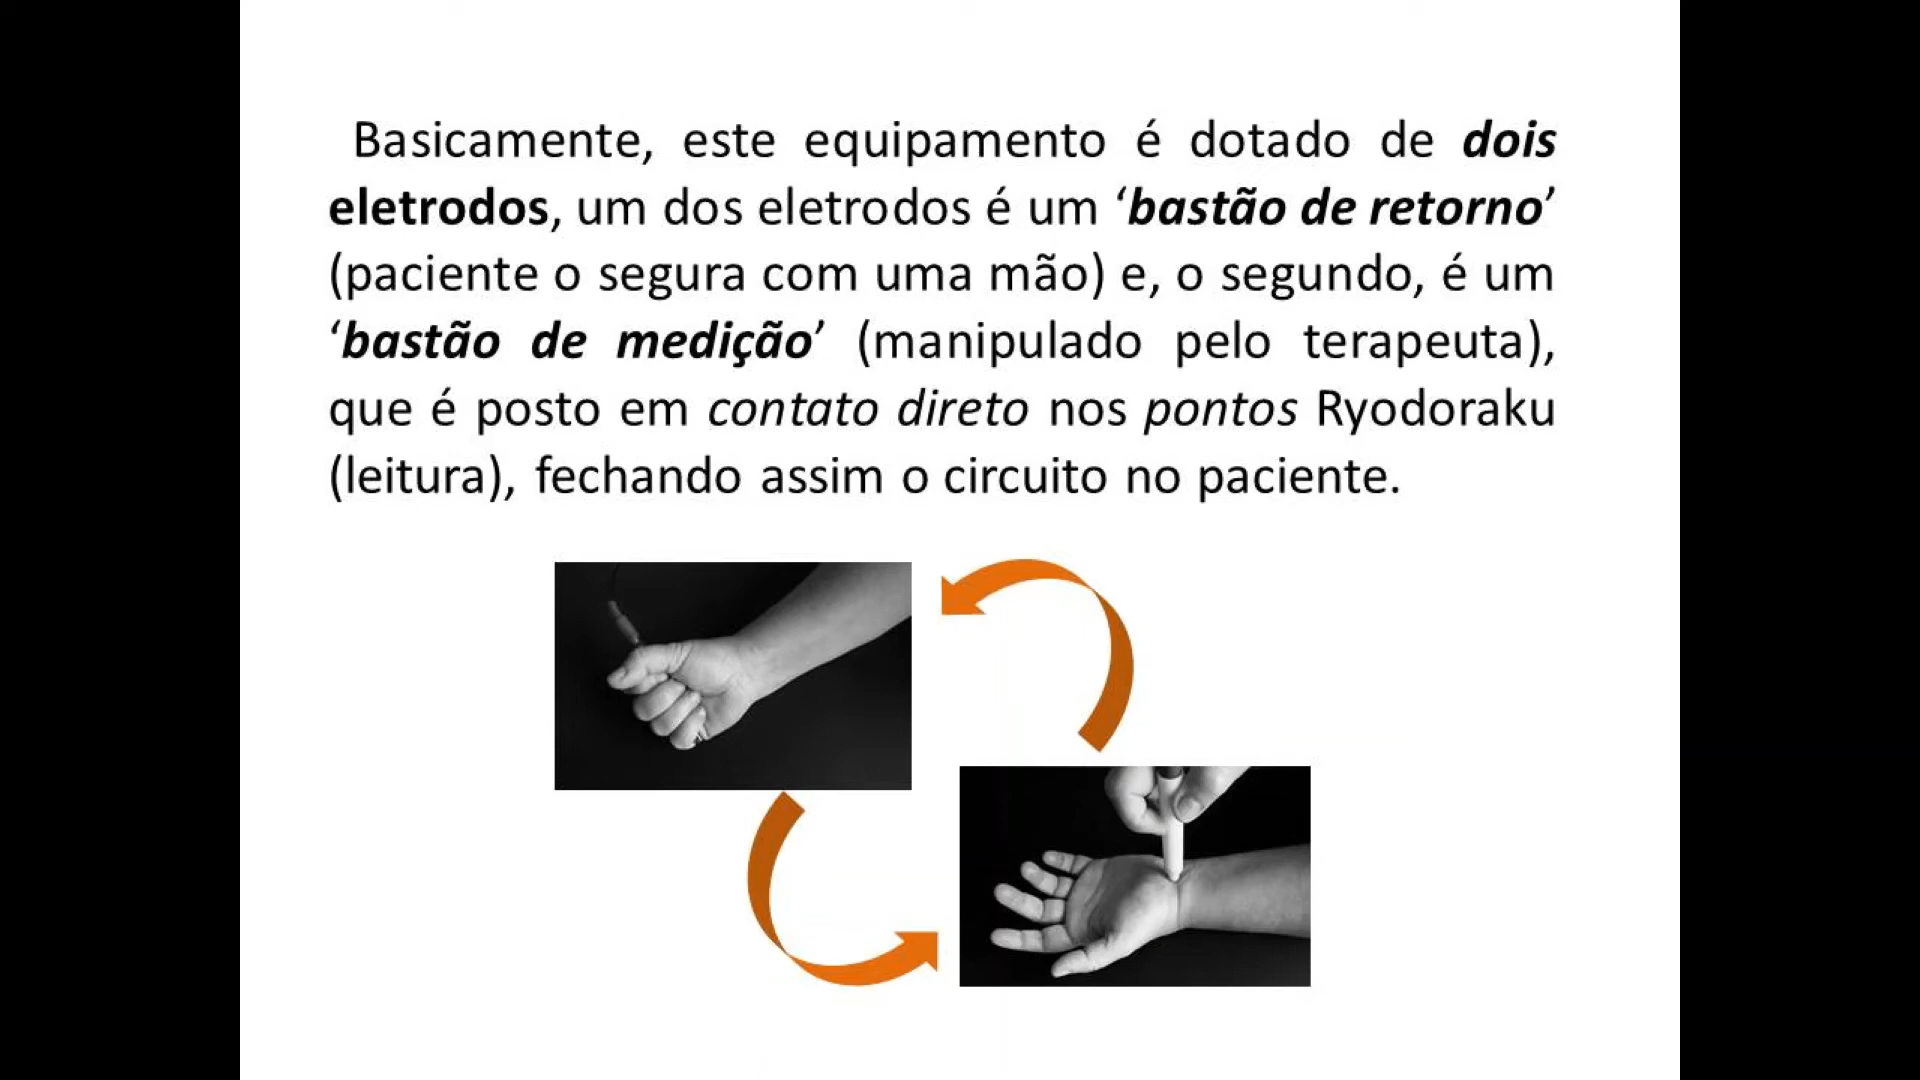 Basicamente, este equipamento é dotado de dois
eletrodos, um dos eletrodos é um ‘bastão de retorno’
(paciente o segura com uma mão) e, o segundo, é um
‘bastão de medição’ (manipulado pelo terapeuta),
que é posto em contato direto nos pontos Ryodoraku
(leitura), fechando assim o circuito no paciente.